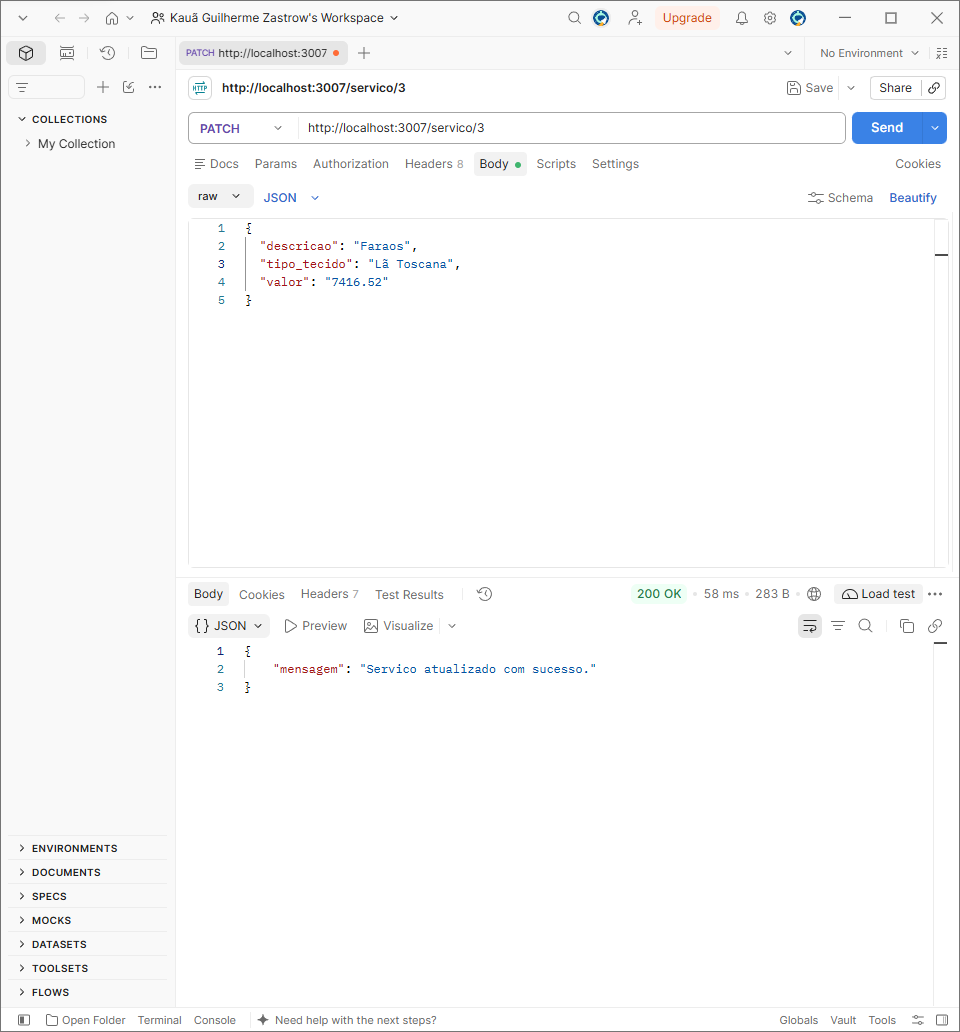 Kauã Guilherme Zastrow's Workspace
Upgrade
PATCH http://localhost:3007
No Environment
HTTP http://localhost:3007/servico/3
Save
Share
COLLECTIONS
My Collection
PATCH
http://localhost:3007/servico/3
Send
Docs Params Authorization Headers 8 Body Scripts Settings Cookies
raw JSON Schema Beautify
1 {
2 "descricao": "Faraos",
3 "tipo_tecido": "Lã Toscana",
4 "valor": "7416.52"
5 }
Body Cookies Headers 7 Test Results 200 OK • 58 ms • 283 B • Load test
{} JSON Preview Visualize
1 {
2 "mensagem": "Servico atualizado com sucesso."
3 }
ENVIRONMENTS
DOCUMENTS
SPECS
MOCKS
DATASETS
TOOLSETS
FLOWS
Open Folder Terminal Console Need help with the next steps? Globals Vault Tools